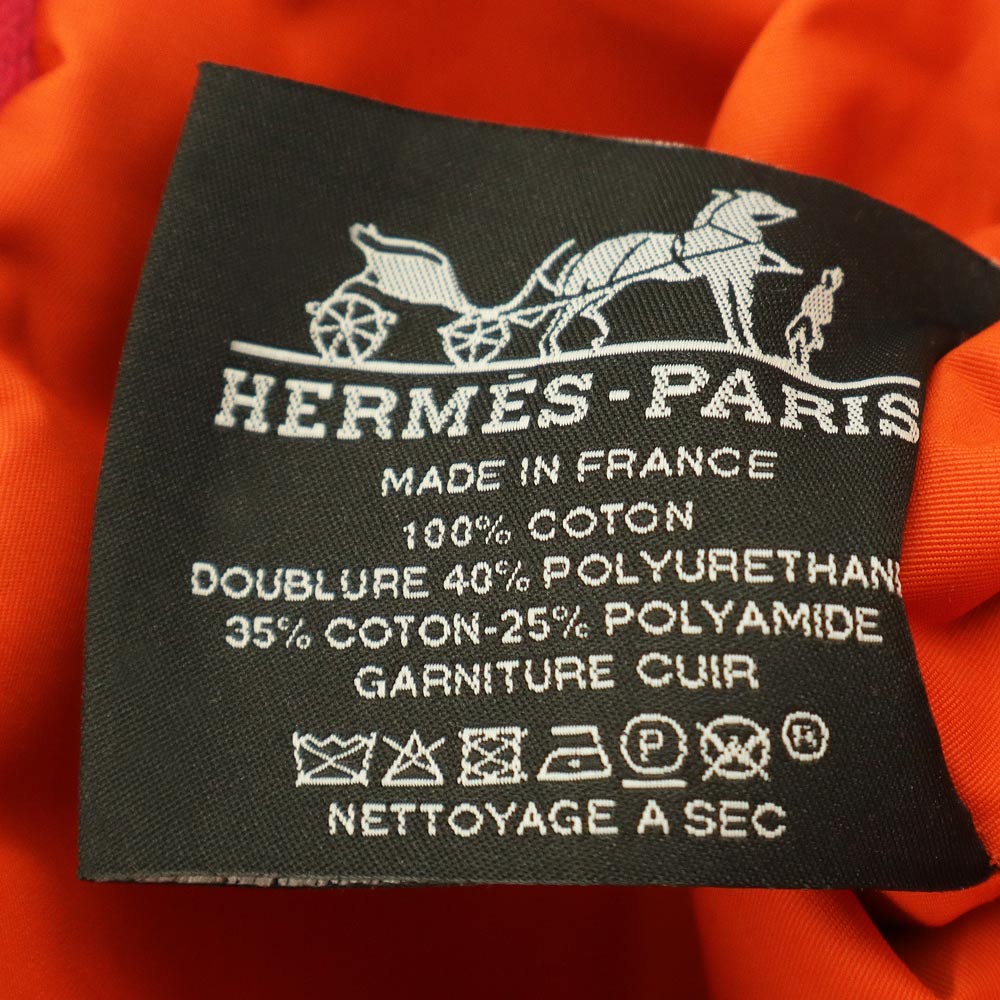 HERMÈS-PARIS
MADE IN FRANCE
100% COTON
DOUBLURE 40% POLYURETHANE
35% COTON-25% POLYAMIDE
GARNITURE CUIR
P W ®
NETTOYAGE A SEC